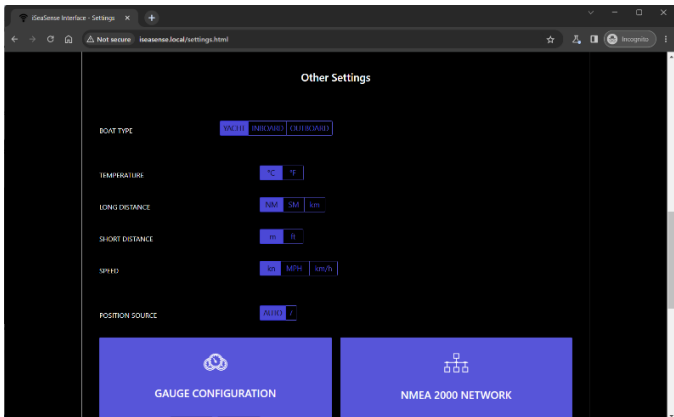 iSeaSense Interface - Settings
Not secure iseasense.local/settings.html
Incognito
Other Settings
BOAT TYPE YACHT INBOARD OUTBOARD
TEMPERATURE °C °F
LONG DISTANCE NM SM km
SHORT DISTANCE m ft
SPEED kn MPH km/h
POSITION SOURCE AUTO /
GAUGE CONFIGURATION
NMEA 2000 NETWORK